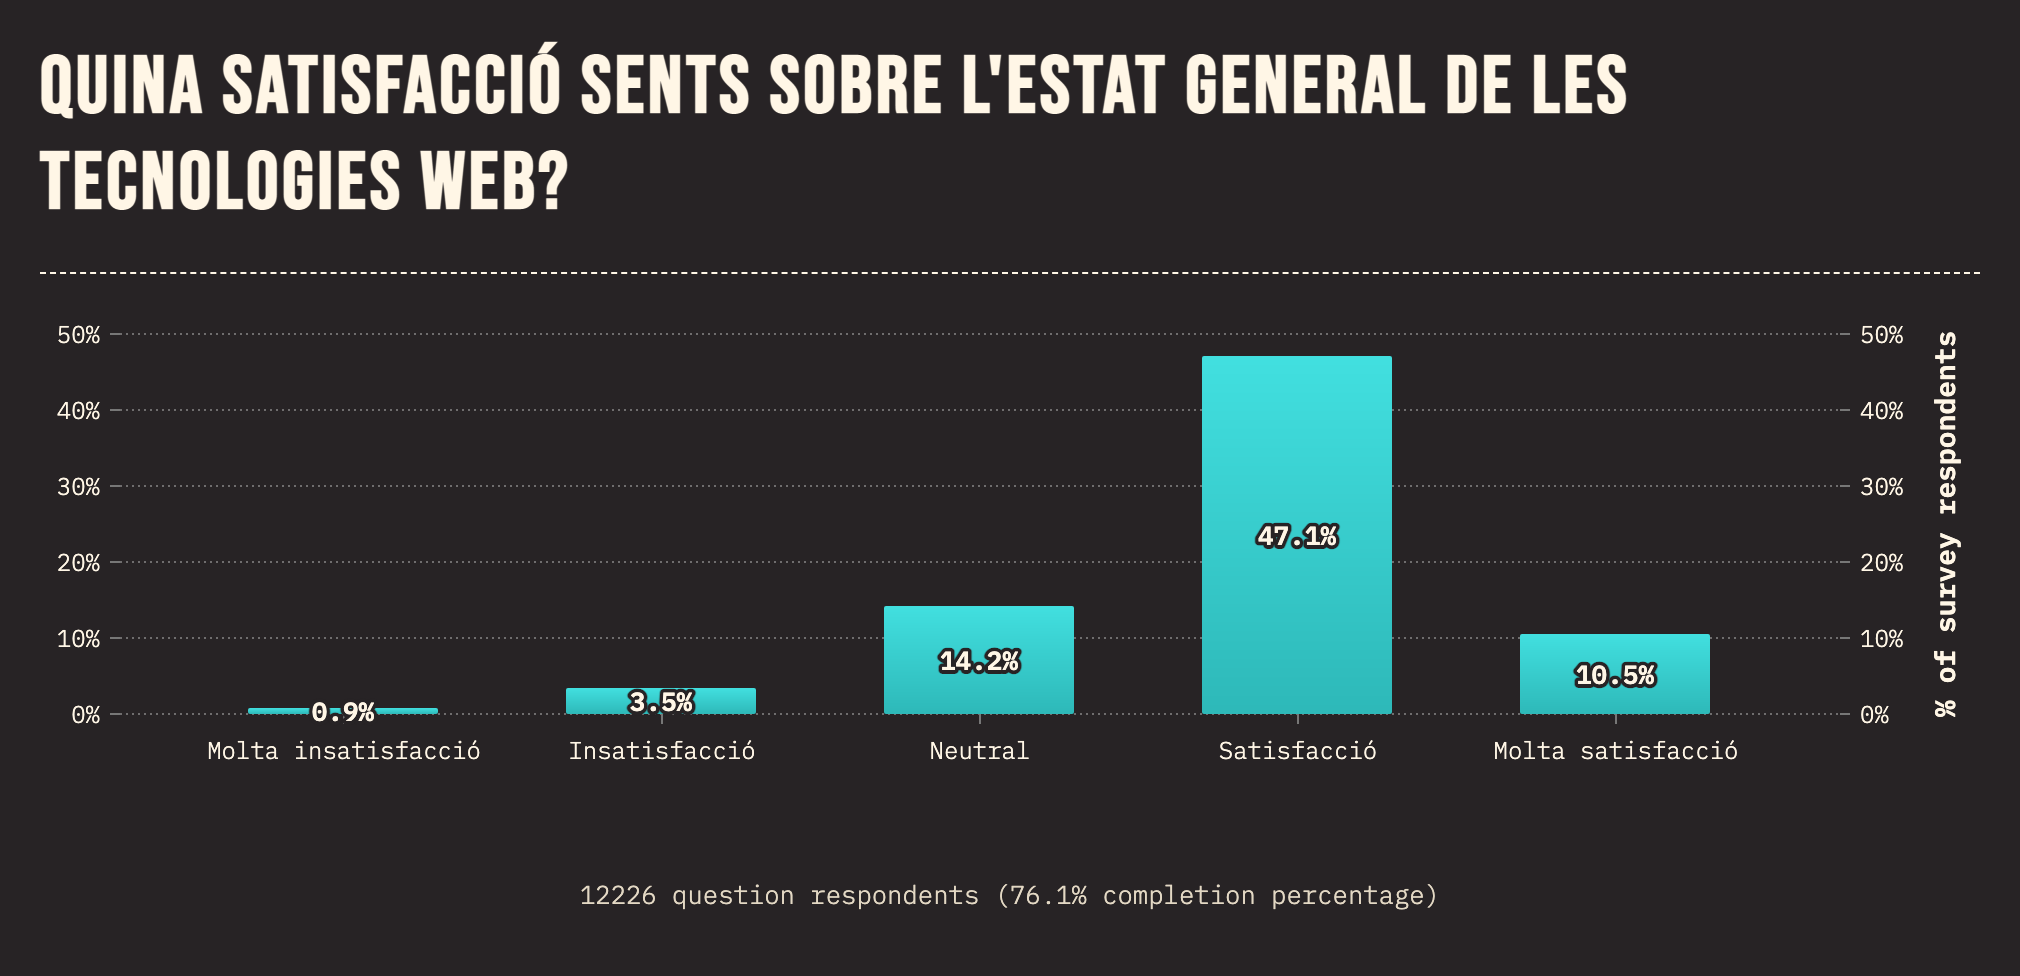 QUINA SATISFACCIÓ SENTS SOBRE L'ESTAT GENERAL DE LES
TECNOLOGIES WEB?
50%
40%
30%
20%
10%
0%
50%
40%
30%
20%
10%
0%
% of survey respondents
0.9%
3.5%
14.2%
47.1%
10.5%
Molta insatisfacció
Insatisfacció
Neutral
Satisfacció
Molta satisfacció
12226 question respondents (76.1% completion percentage)